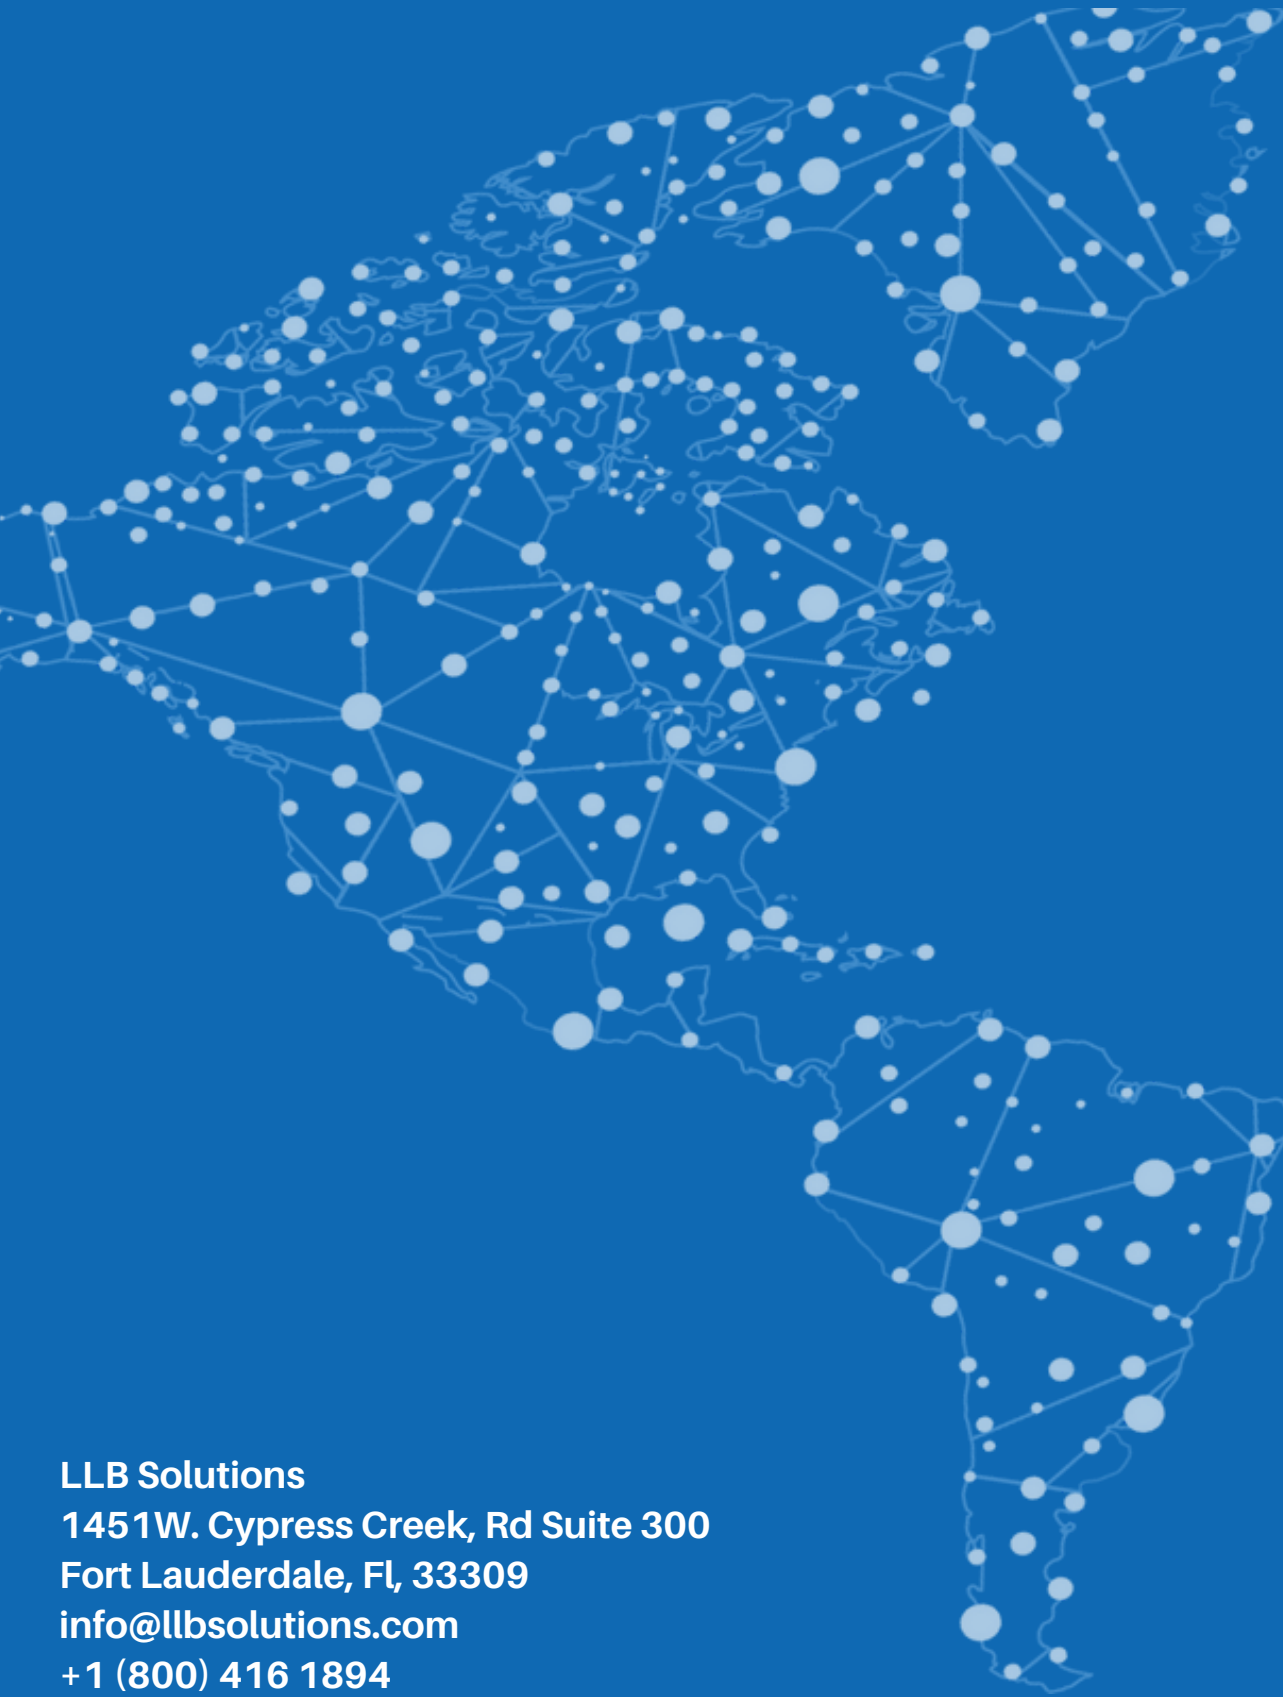 LLB Solutions
1451W. Cypress Creek, Rd Suite 300
Fort Lauderdale, Fl, 33309
info@llbsolutions.com
+1 (800) 416 1894